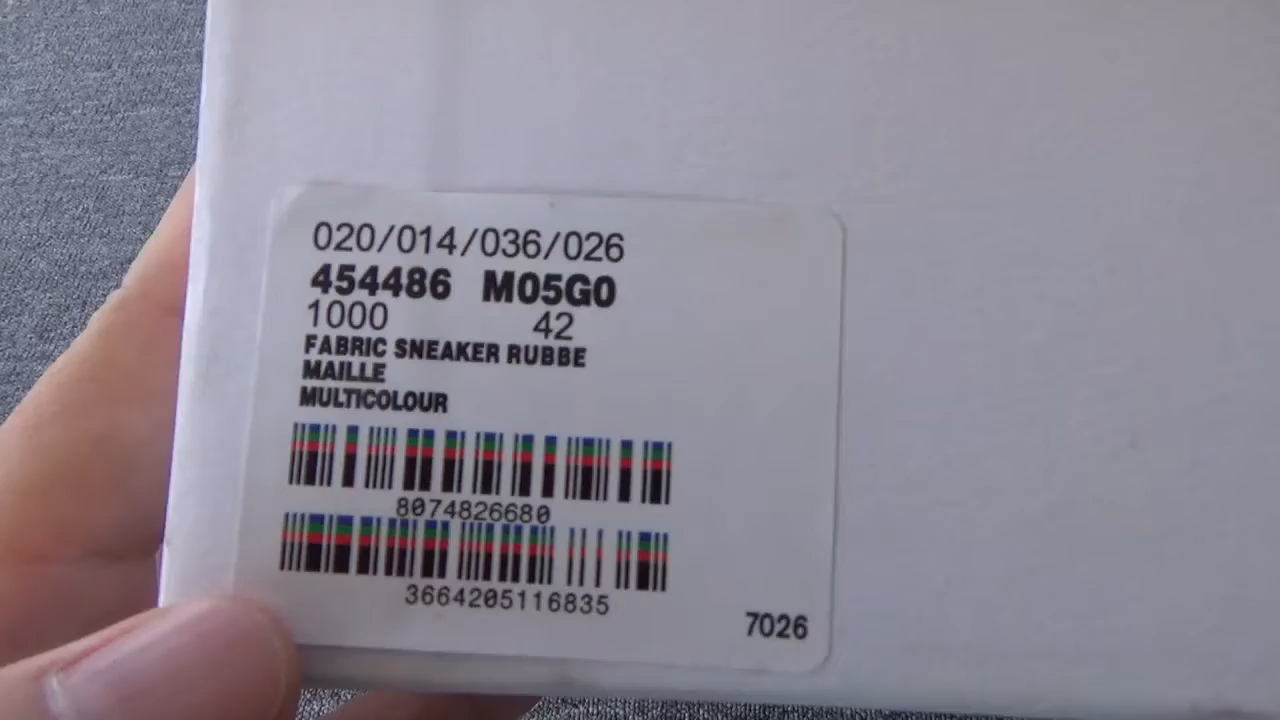 020/014/036/026
454486 M05G0
1000 42
FABRIC SNEAKER RUBBE
MAILLE
MULTICOLOUR
8074826680
3664205116835
7026